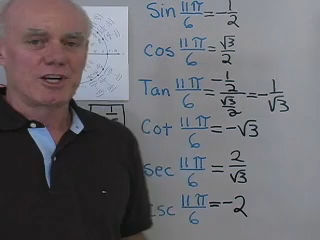 Sin 11π/6 = -1/2
cos 11π/6 = √3/2
Tan 11π/6 = (-1/2)/(√3/2) = -1/√3
Cot 11π/6 = -√3
sec 11π/6 = 2/√3
csc 11π/6 = -2